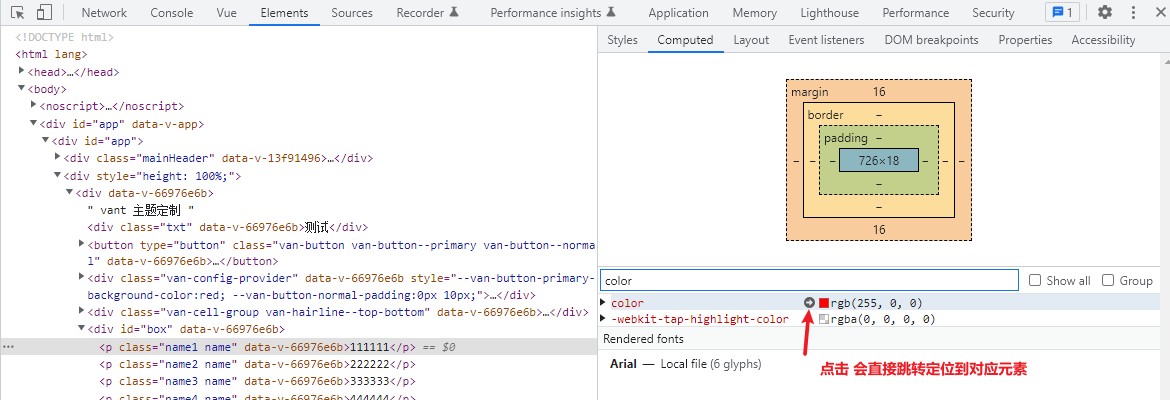 Network Console Vue Elements Sources Recorder Performance insights Application Memory Lighthouse Performance Security 1
<!DOCTYPE html>
<html lang>
<head>…</head>
<body>
<noscript>…</noscript>
<div id="app" data-v-app>
<div id="app">
<div class="mainHeader" data-v-13f91496>…</div>
<div style="height: 100%;">
<div data-v-66976e6b>
" vant 主题定制 "
<div class="txt" data-v-66976e6b>测试</div>
<button type="button" class="van-button van-button--primary van-button--norma
l" data-v-66976e6b>…</button>
<div class="van-config-provider" data-v-66976e6b style="--van-button-primary-
background-color:red; --van-button-normal-padding:0px 10px;">…</div>
<div class="van-cell-group van-hairline--top-bottom" data-v-66976e6b>…</div>
<div id="box" data-v-66976e6b>
… <p class="name1 name" data-v-66976e6b>111111</p> == $0
<p class="name2 name" data-v-66976e6b>222222</p>
<p class="name3 name" data-v-66976e6b>333333</p>
<p class="name4 name" data-v-66976e6b>444444</p>
Styles Computed Layout Event listeners DOM breakpoints Properties Accessibility
margin 16
border –
padding –
– – – 726×18 – – –
–
–
16
color Show all Group
color rgb(255, 0, 0)
-webkit-tap-highlight-color rgba(0, 0, 0, 0)
Rendered fonts
Arial — Local file (6 glyphs)
点击 会直接跳转定位到对应元素